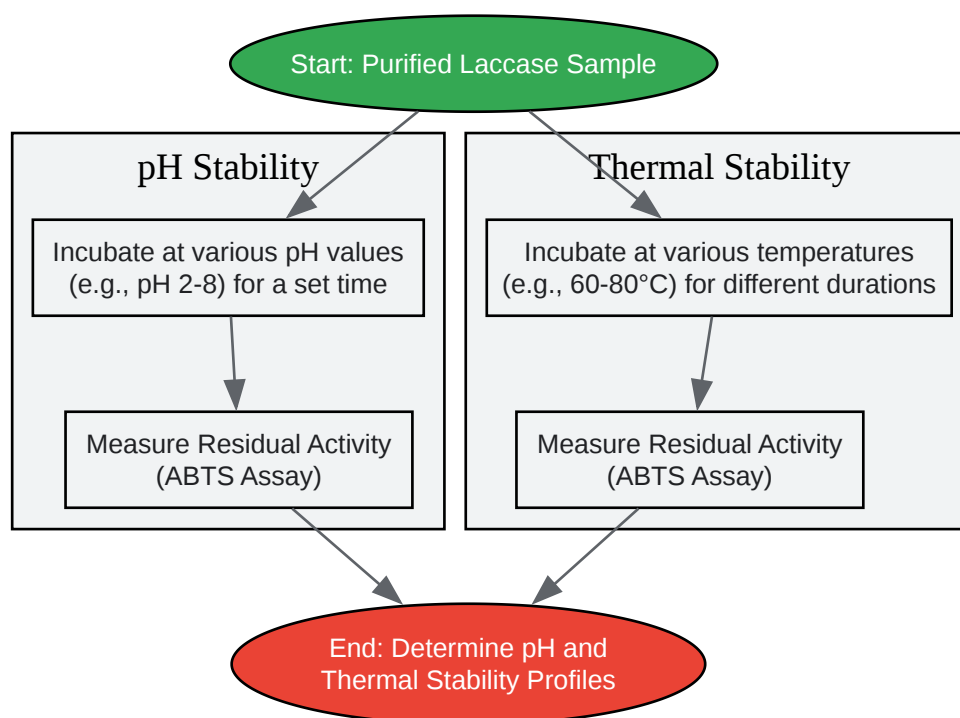 Start: Purified Laccase Sample
pH Stability
Incubate at various pH values
(e.g., pH 2-8) for a set time
Measure Residual Activity
(ABTS Assay)
Thermal Stability
Incubate at various temperatures
(e.g., 60-80°C) for different durations
Measure Residual Activity
(ABTS Assay)
End: Determine pH and
Thermal Stability Profiles